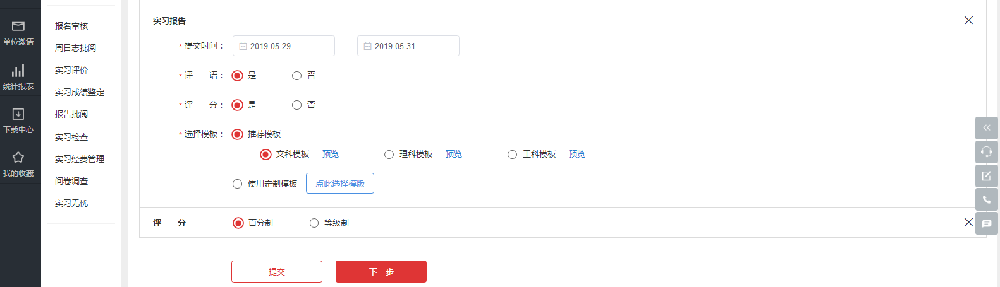 单位邀请
统计报表
下载中心
我的收藏
报名审核
周日志批阅
实习评价
实习成绩鉴定
报告批阅
实习检查
实习经费管理
问卷调查
实习无忧
实习报告
* 提交时间： 2019.05.29 — 2019.05.31
* 评 语： 是 否
* 评 分： 是 否
* 选择模板： 推荐模板
文科模板 预览 理科模板 预览 工科模板 预览
使用定制模板 点此选择模版
评 分 百分制 等级制
提交 下一步